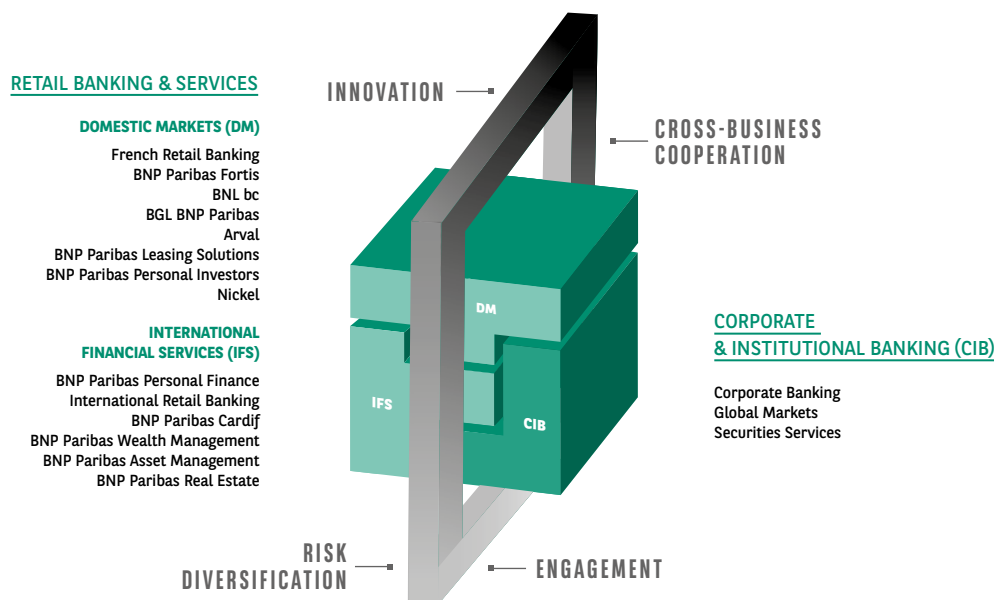 RETAIL BANKING & SERVICES
DOMESTIC MARKETS (DM)
French Retail Banking
BNP Paribas Fortis
BNL bc
BGL BNP Paribas
Arval
BNP Paribas Leasing Solutions
BNP Paribas Personal Investors
Nickel
INTERNATIONAL
FINANCIAL SERVICES (IFS)
BNP Paribas Personal Finance
International Retail Banking
BNP Paribas Cardif
BNP Paribas Wealth Management
BNP Paribas Asset Management
BNP Paribas Real Estate
INNOVATION
CROSS-BUSINESS
COOPERATION
DM
IFS
CIB
RISK
DIVERSIFICATION
ENGAGEMENT
CORPORATE
& INSTITUTIONAL BANKING (CIB)
Corporate Banking
Global Markets
Securities Services